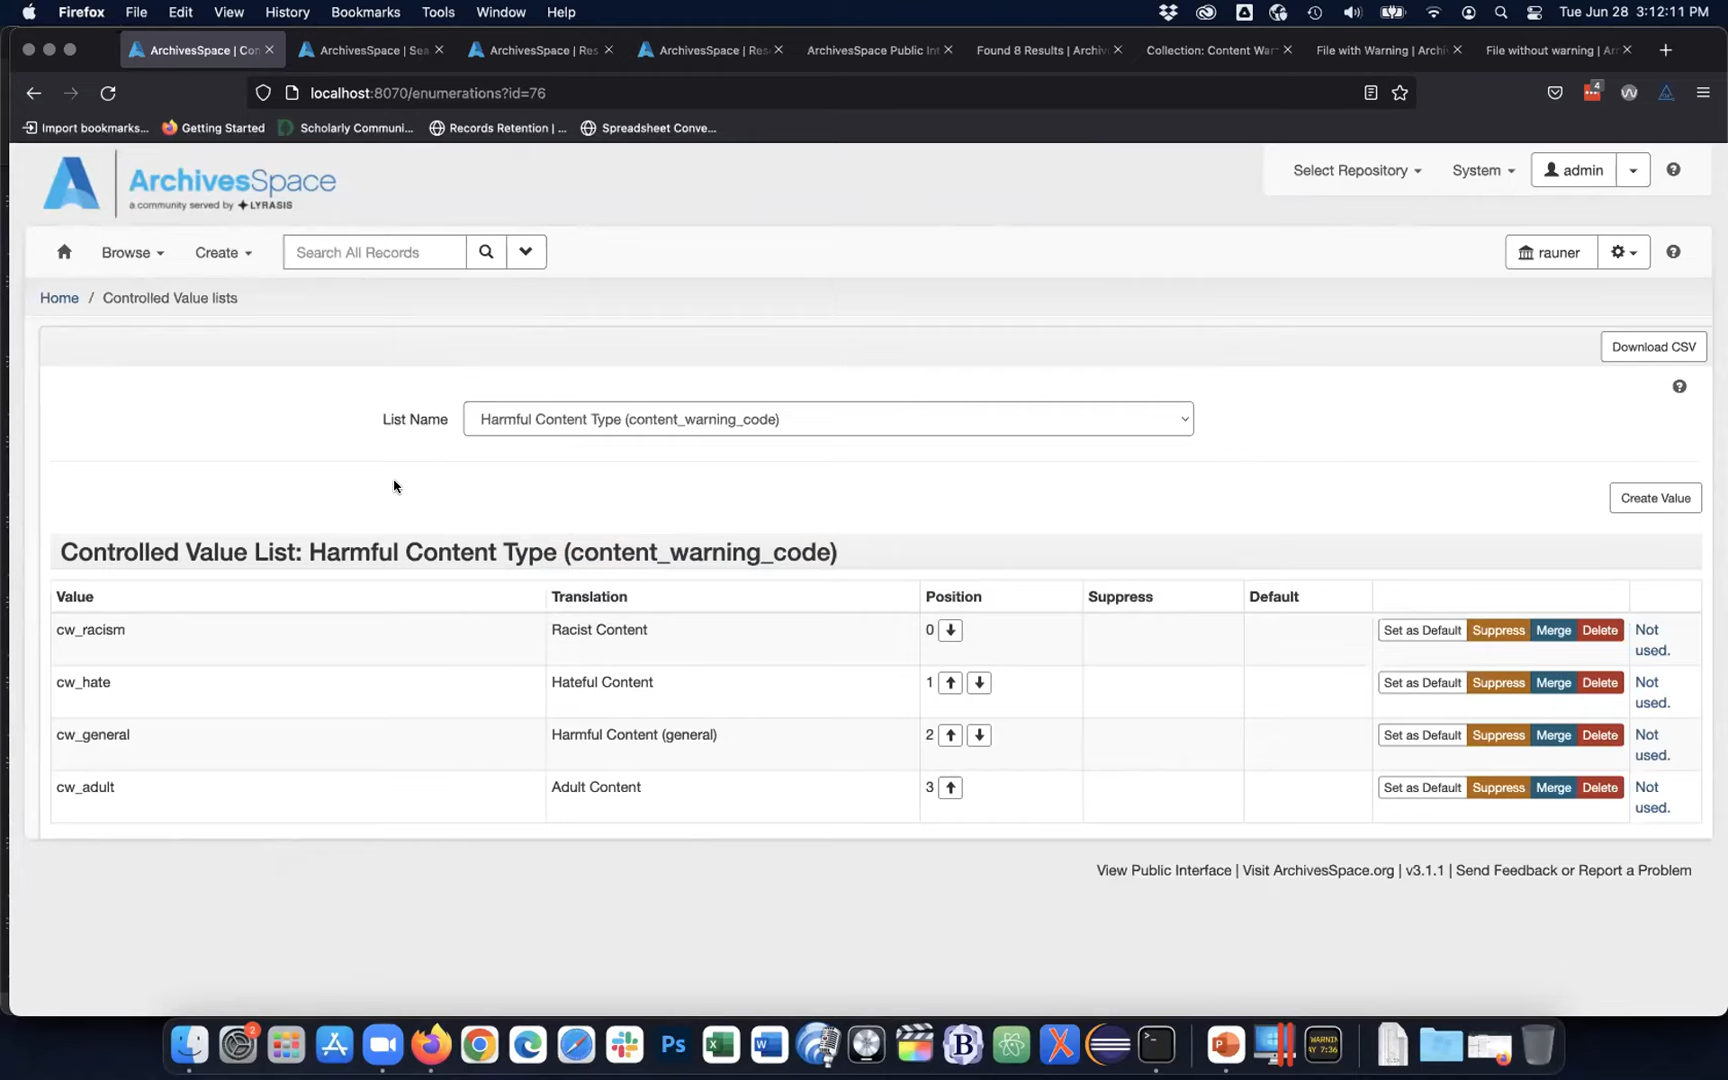 Firefox File Edit View History Bookmarks Tools Window Help Tue Jun 28 3:12:11 PM
ArchivesSpace | Con ArchivesSpace | Sea ArchivesSpace | Res ArchivesSpace | Res ArchivesSpace Public Int Found 8 Results | Archiv Collection: Content War File with Warning | Archi File without warning | Ar
localhost:8070/enumerations?id=76 4
Import bookmarks... Getting Started Scholarly Communi... Records Retention | ... Spreadsheet Conve...
ArchivesSpace
a community served by LYRASIS
Select Repository System admin
Browse Create Search All Records rauner
Home / Controlled Value lists
Download CSV
List Name Harmful Content Type (content_warning_code)
Create Value
Controlled Value List: Harmful Content Type (content_warning_code)
Value Translation Position Suppress Default
cw_racism Racist Content 0 Set as Default Suppress Merge Delete Not used.
cw_hate Hateful Content 1 Set as Default Suppress Merge Delete Not used.
cw_general Harmful Content (general) 2 Set as Default Suppress Merge Delete Not used.
cw_adult Adult Content 3 Set as Default Suppress Merge Delete Not used.
View Public Interface | Visit ArchivesSpace.org | v3.1.1 | Send Feedback or Report a Problem
2 Ps X W B WARNIN
AY 7:36